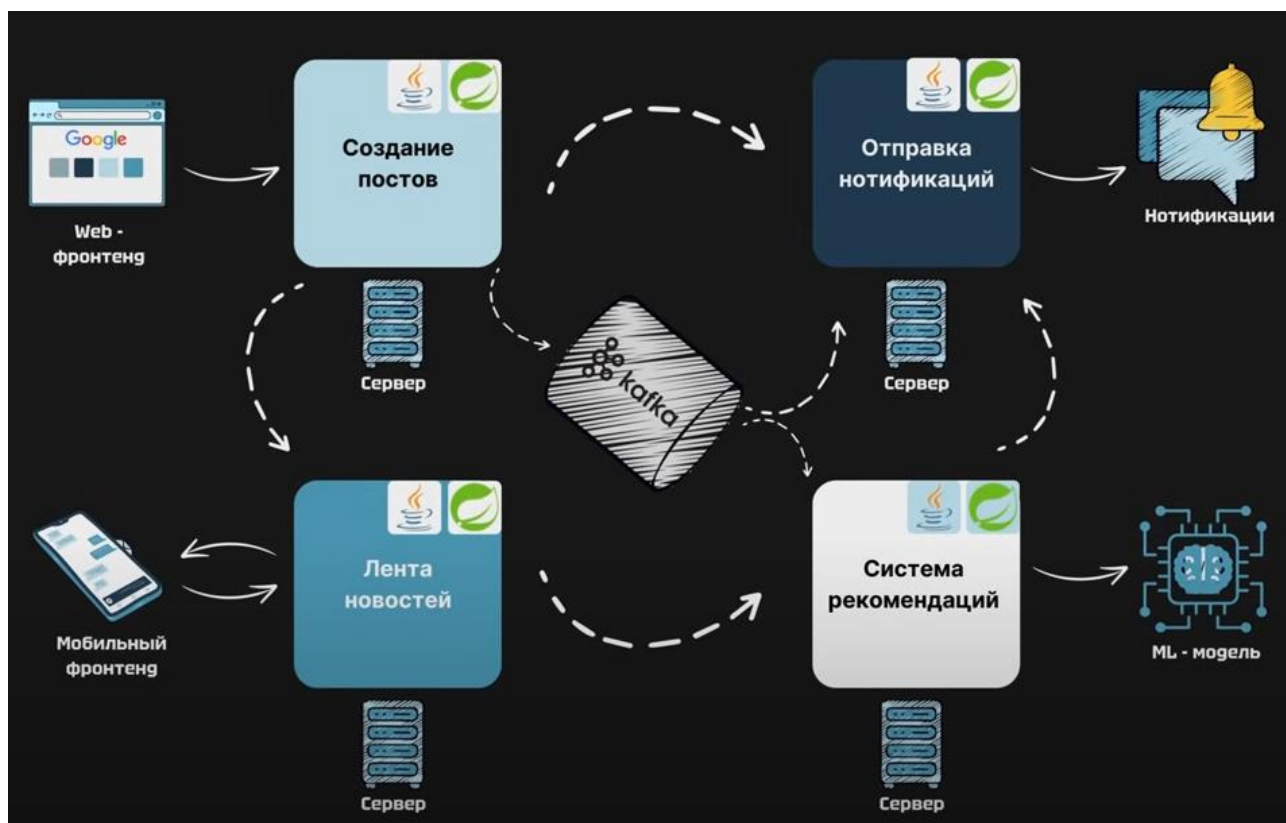 Создание
постов
Отправка
нотификаций
Google
Web -
фронтенд
Нотификации
Сервер
Сервер
kafka
Лента
новостей
Система
рекомендаций
Мобильный
фронтенд
ML - модель
Сервер
Сервер